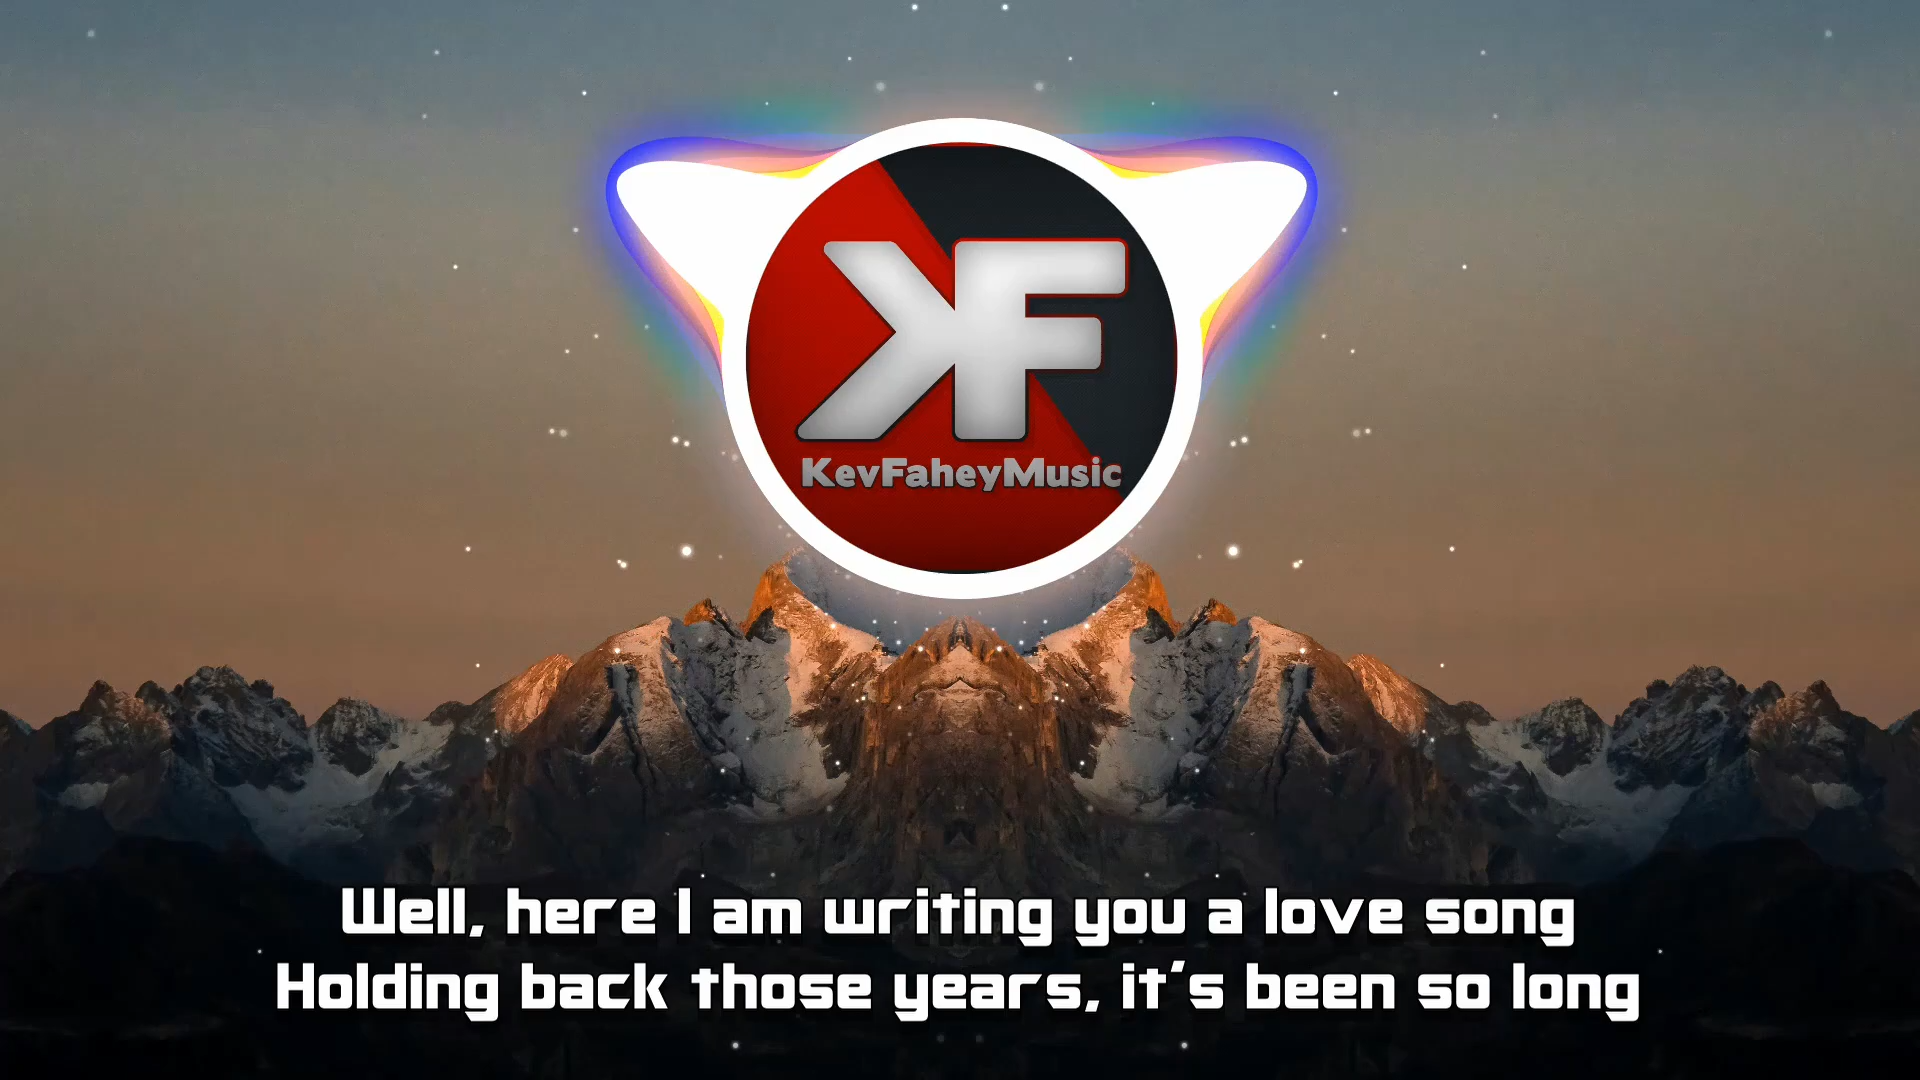 KF
KevFaheyMusic
Well, here I am writing you a love song
Holding back those years, it's been so long